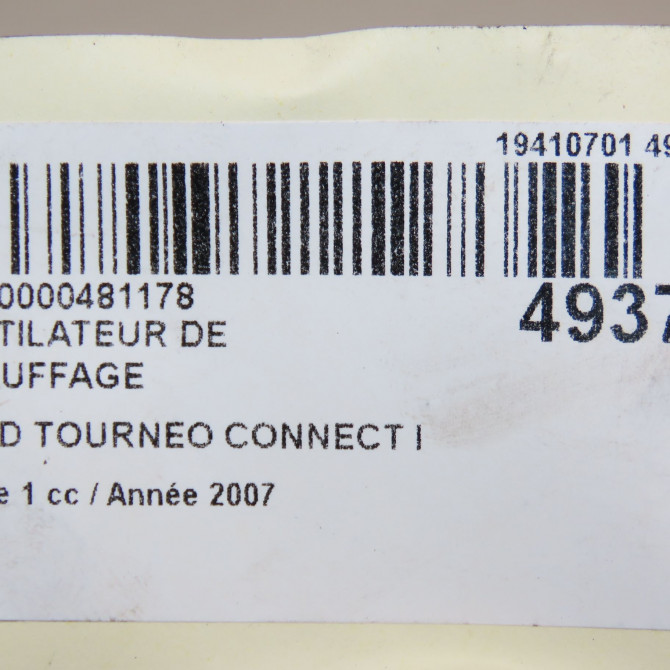 19410701 49
0000481178
4937
TILATEUR DE
UFFAGE
D TOURNEO CONNECT I
e 1 cc / Année 2007